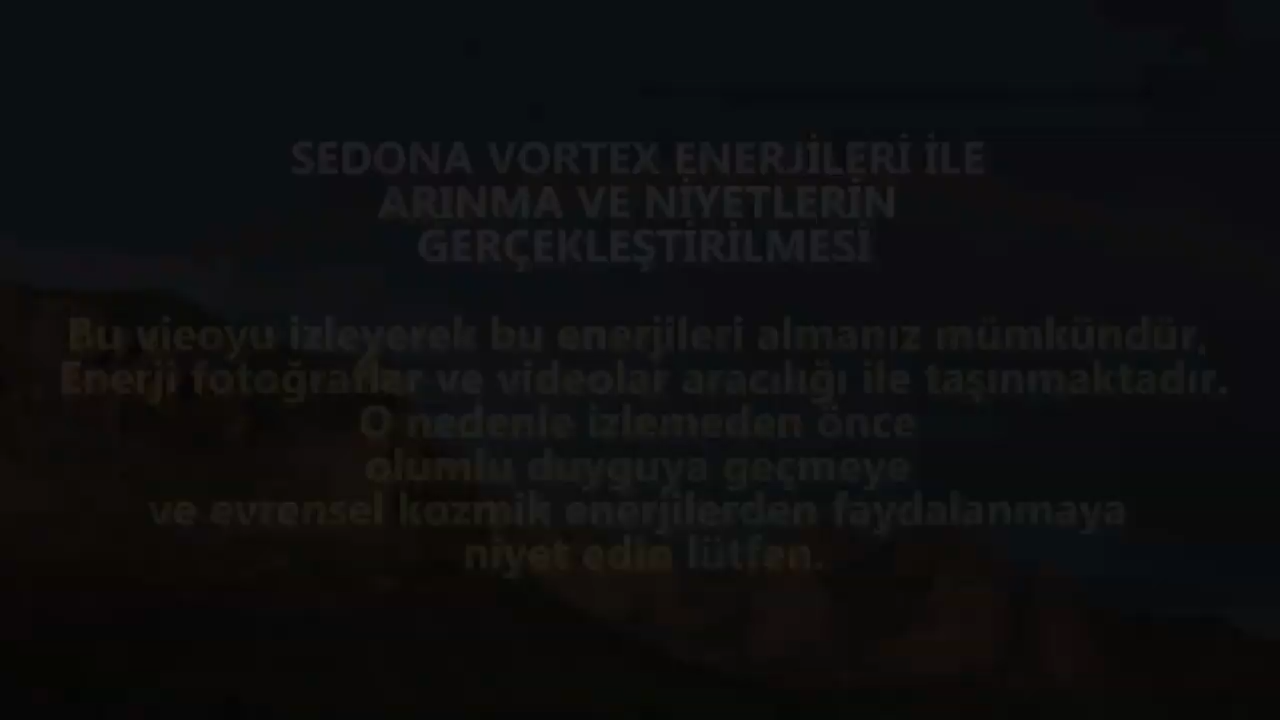 SEDONA VORTEX ENERJİLERİ İLE
ARINMA VE NİYETLERİN
GERÇEKLEŞTİRİLMESİ
Bu vieoyu izleyerek bu enerjileri almanız mümkündür.
Enerji fotoğraflar ve videolar aracılığı ile taşınmaktadır.
O nedenle izlemeden önce
olumlu duyguya geçmeye
ve evrensel kozmik enerjilerden faydalanmaya
niyet edin lütfen.